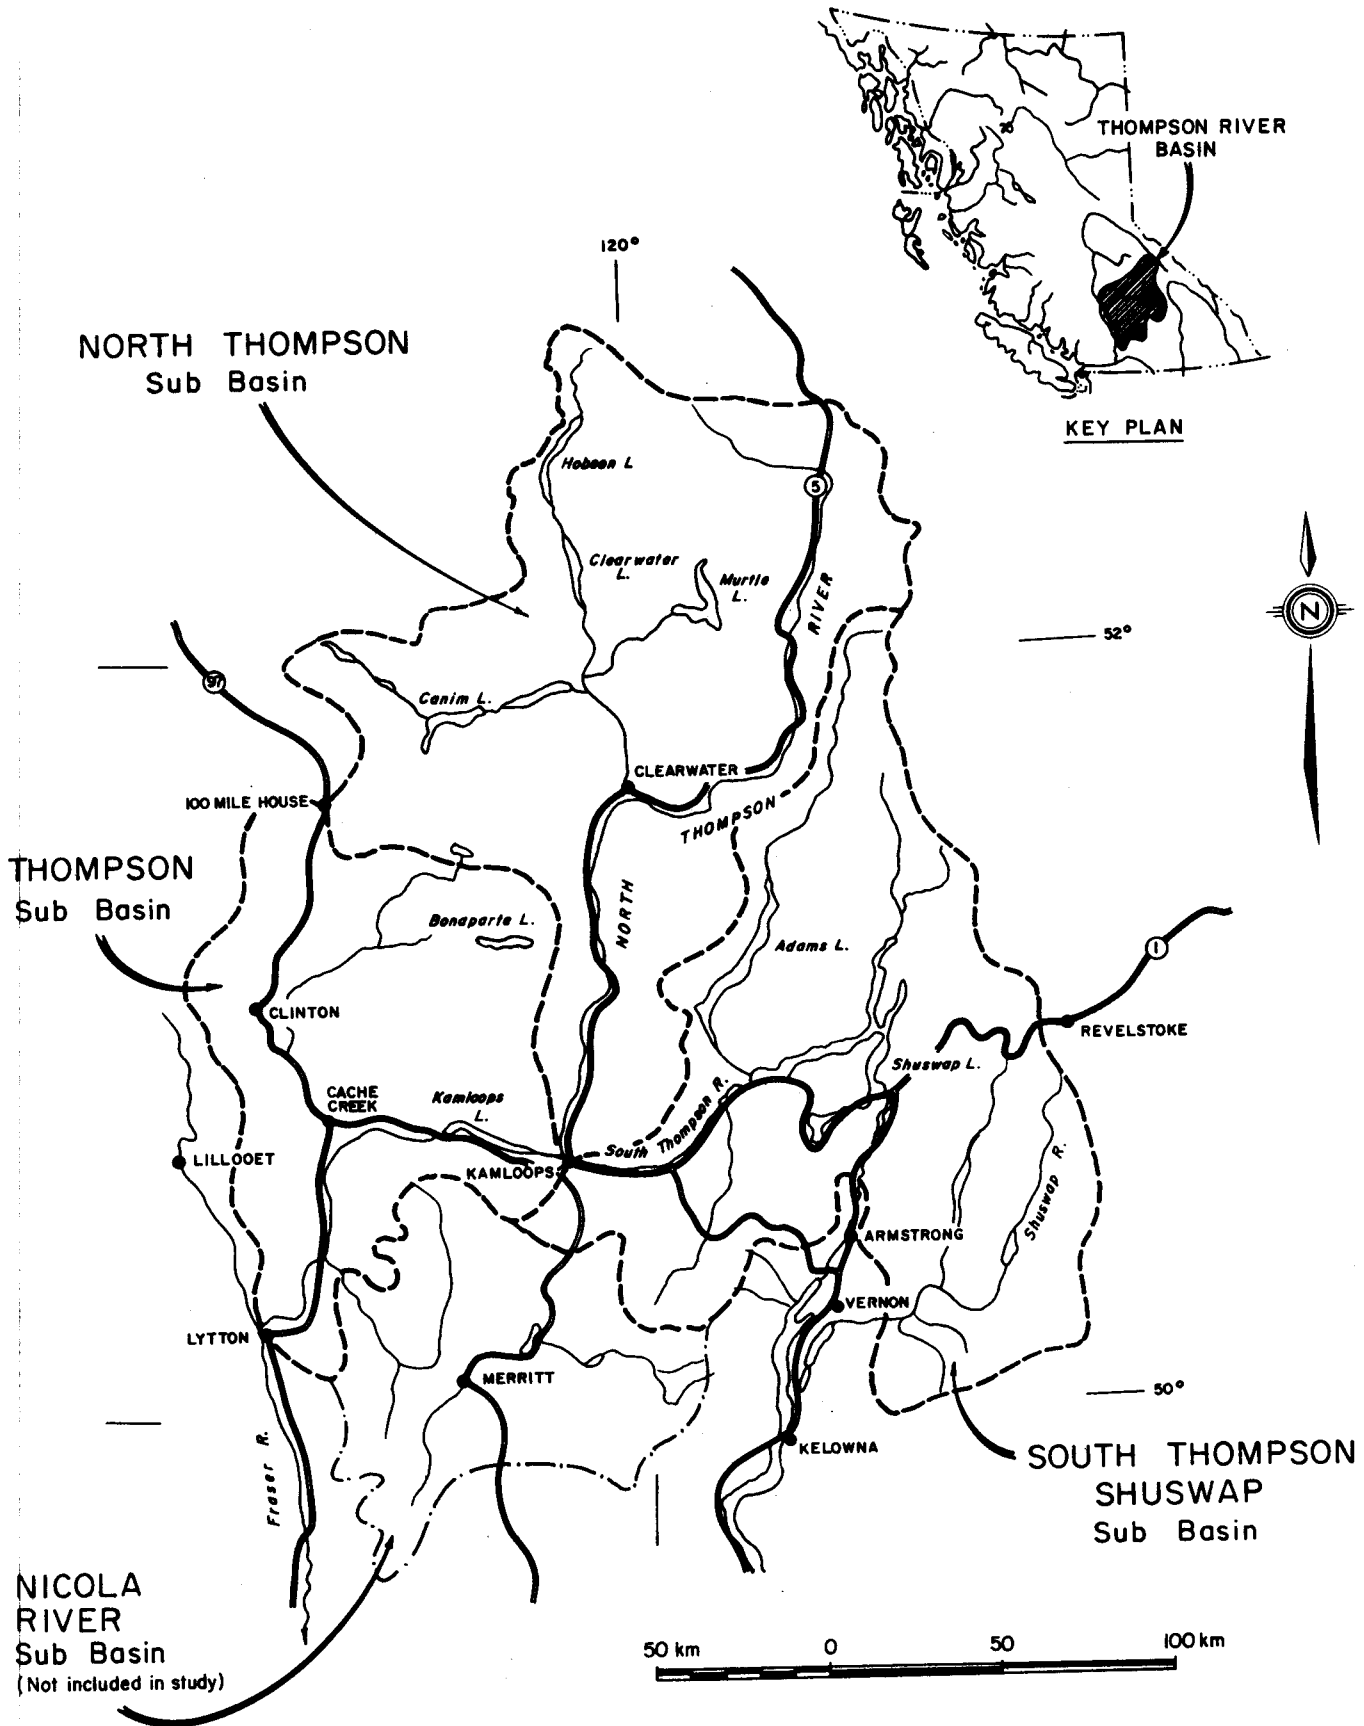 THOMPSON RIVER
BASIN
KEY PLAN
120°
NORTH THOMPSON
Sub Basin
Hobson L
5
Clearwater
L.
Murtle
L.
RIVER
52°
N
97
Canim L.
CLEARWATER
100 MILE HOUSE
THOMPSON
THOMPSON
Sub Basin
NORTH
Bonaparte L.
Adams L.
1
CLINTON
REVELSTOKE
Shuswap L.
CACHE
CREEK
Kamloops
L.
South Thompson R.
LILLOOET
KAMLOOPS
Shuswap R.
ARMSTRONG
VERNON
LYTTON
MERRITT
50°
KELOWNA
Fraser R.
SOUTH THOMPSON
SHUSWAP
Sub Basin
NICOLA
RIVER
Sub Basin
(Not included in study)
50 km 0 50 100 km